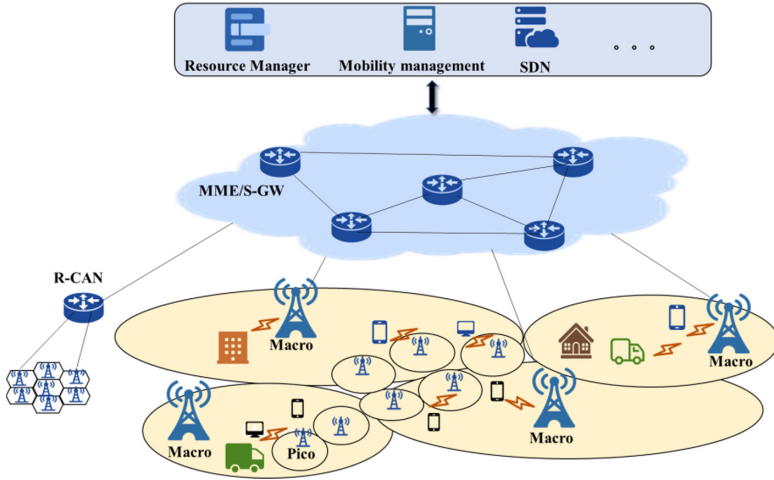 Resource Manager
Mobility management
SDN
MME/S-GW
R-CAN
Macro
Macro
Macro
Macro
Pico